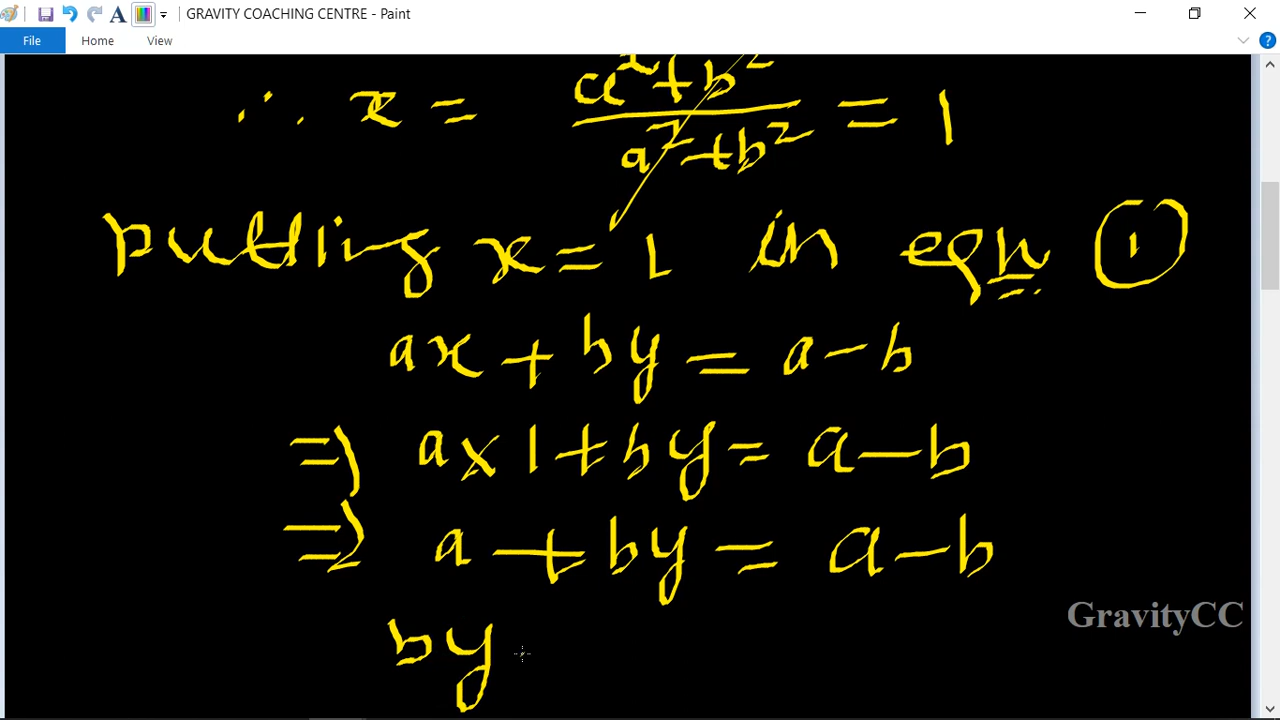 GRAVITY COACHING CENTRE - Paint
File Home View
∴ x = a²+b² / a²+b² = 1
putting x = 1 in eqn ①
ax + by = a - b
=> a x 1 + by = a - b
=> a + by = a - b
by
GravityCC